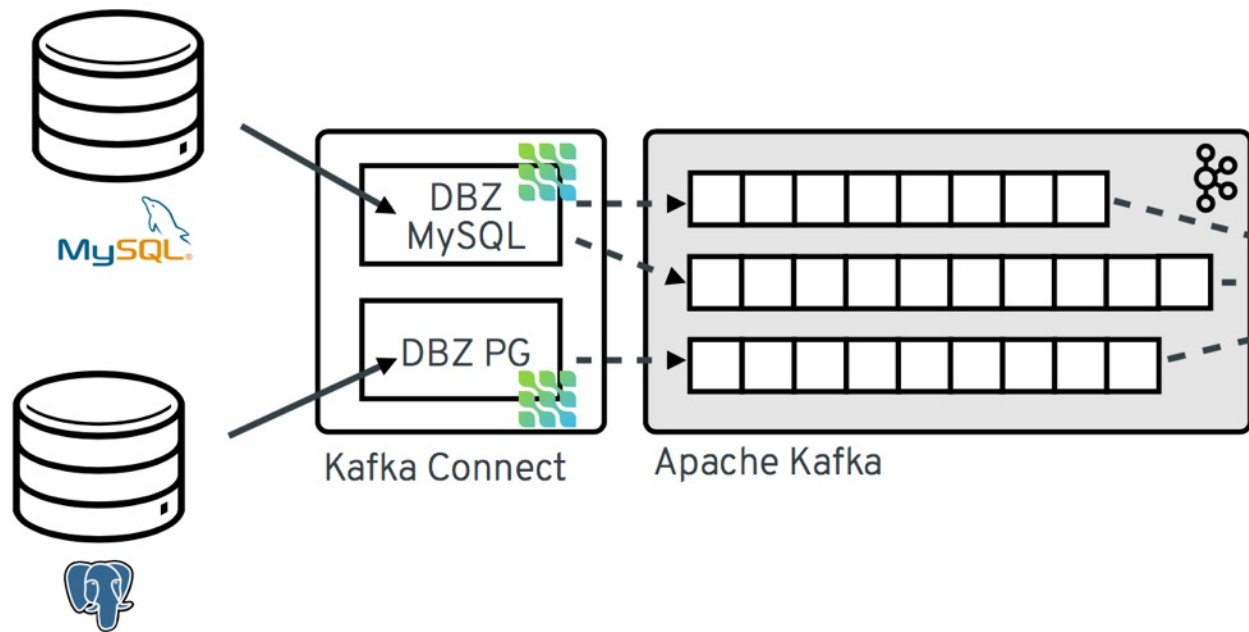 MySQL®
DBZ
MySQL
DBZ PG
Kafka Connect
Apache Kafka